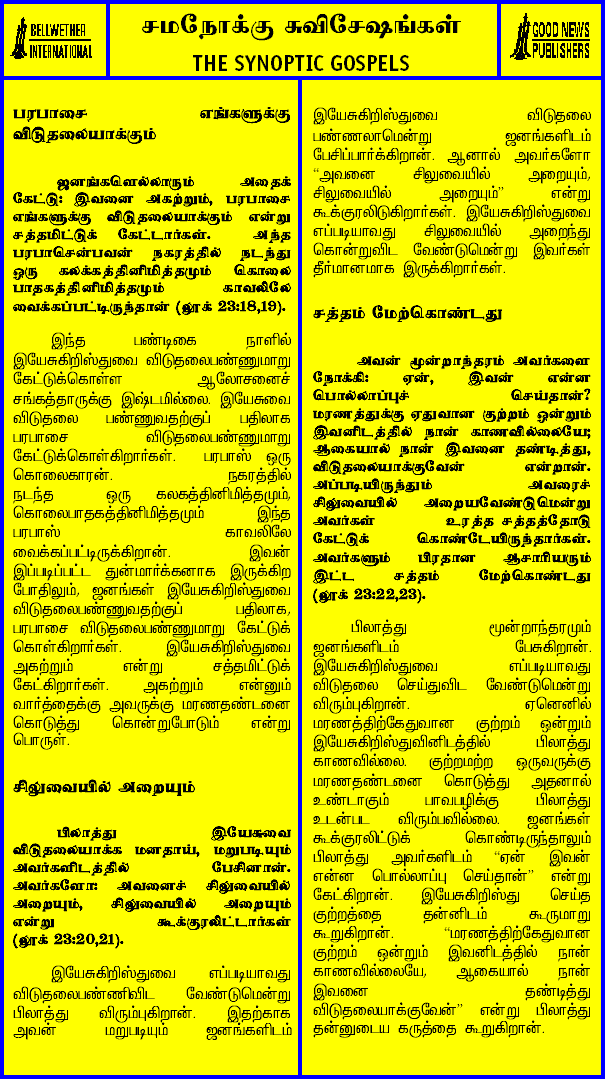 BELLWETHER
INTERNATIONAL
சமநோக்கு சுவிசேஷங்கள்
THE SYNOPTIC GOSPELS
GOOD NEWS
PUBLISHERS
பரபாசை எங்களுக்கு
விடுதலையாக்கும்
ஜனங்களெல்லாரும் அதைக்
கேட்டு: இவனை அகற்றும், பரபாசை
எங்களுக்கு விடுதலையாக்கும் என்று
சத்தமிட்டுக் கேட்டார்கள். அந்த
பரபாசென்பவன் நகரத்தில் நடந்து
ஒரு கலக்கத்தினிமித்தமும் கொலை
பாதகத்தினிமித்தமும் காவலிலே
வைக்கப்பட்டிருந்தான் (லூக் 23:18,19).
இந்த பண்டிகை நாளில்
இயேசுகிறிஸ்துவை விடுதலைபண்ணுமாறு
கேட்டுக்கொள்ள ஆலோசனைச்
சங்கத்தாருக்கு இஷ்டமில்லை. இயேசுவை
விடுதலை பண்ணுவதற்குப் பதிலாக
பரபாசை விடுதலைபண்ணுமாறு
கேட்டுக்கொள்கிறார்கள். பரபாஸ் ஒரு
கொலைகாரன். நகரத்தில்
நடந்த ஒரு கலகத்தினிமித்தமும்,
கொலைபாதகத்தினிமித்தமும் இந்த
பரபாஸ் காவலிலே
வைக்கப்பட்டிருக்கிறான். இவன்
இப்படிப்பட்ட துன்மார்க்கனாக இருக்கிற
போதிலும், ஜனங்கள் இயேசுகிறிஸ்துவை
விடுதலைபண்ணுவதற்குப் பதிலாக,
பரபாசை விடுதலைபண்ணுமாறு கேட்டுக்
கொள்கிறார்கள். இயேசுகிறிஸ்துவை
அகற்றும் என்று சத்தமிட்டுக்
கேட்கிறார்கள். அகற்றும் என்னும்
வார்த்தைக்கு அவருக்கு மரணதண்டனை
கொடுத்து கொன்றுபோடும் என்று
பொருள்.
சிலுவையில் அறையும்
பிலாத்து இயேசுவை
விடுதலையாக்க மனதாய், மறுபடியும்
அவர்களிடத்தில் பேசினான்.
அவர்களோ: அவனைச் சிலுவையில்
அறையும், சிலுவையில் அறையும்
என்று கூக்குரலிட்டார்கள்
(லூக் 23:20,21).
இயேசுகிறிஸ்துவை எப்படியாவது
விடுதலைபண்ணிவிட வேண்டுமென்று
பிலாத்து விரும்புகிறான். இதற்காக
அவன் மறுபடியும் ஜனங்களிடம்
இயேசுகிறிஸ்துவை விடுதலை
பண்ணலாமென்று ஜனங்களிடம்
பேசிப்பார்க்கிறான். ஆனால் அவர்களோ
“அவனை சிலுவையில் அறையும்,
சிலுவையில் அறையும்” என்று
கூக்குரலிடுகிறார்கள். இயேசுகிறிஸ்துவை
எப்படியாவது சிலுவையில் அறைந்து
கொன்றுவிட வேண்டுமென்று இவர்கள்
தீர்மானமாக இருக்கிறார்கள்.
சத்தம் மேற்கொண்டது
அவன் மூன்றாந்தரம் அவர்களை
நோக்கி: ஏன், இவன் என்ன
பொல்லாப்புச் செய்தான்?
மரணத்துக்கு ஏதுவான குற்றம் ஒன்றும்
இவனிடத்தில் நான் காணவில்லையே;
ஆகையால் நான் இவனை தண்டித்து,
விடுதலையாக்குவேன் என்றான்.
அப்படியிருந்தும் அவரைச்
சிலுவையில் அறையவேண்டுமென்று
அவர்கள் உரத்த சத்தத்தோடு
கேட்டுக் கொண்டேயிருந்தார்கள்.
அவர்களும் பிரதான ஆசாரியரும்
இட்ட சத்தம் மேற்கொண்டது
(லூக் 23:22,23).
பிலாத்து மூன்றாந்தரமும்
ஜனங்களிடம் பேசுகிறான்.
இயேசுகிறிஸ்துவை எப்படியாவது
விடுதலை செய்துவிட வேண்டுமென்று
விரும்புகிறான். ஏனெனில்
மரணத்திற்கேதுவான குற்றம் ஒன்றும்
இயேசுகிறிஸ்துவினிடத்தில் பிலாத்து
காணவில்லை. குற்றமற்ற ஒருவருக்கு
மரணதண்டனை கொடுத்து அதனால்
உண்டாகும் பாவபழிக்கு பிலாத்து
உடன்பட விரும்பவில்லை. ஜனங்கள்
கூக்குரலிட்டுக் கொண்டிருந்தாலும்
பிலாத்து அவர்களிடம் “ஏன் இவன்
என்ன பொல்லாப்பு செய்தான்” என்று
கேட்கிறான். இயேசுகிறிஸ்து செய்த
குற்றத்தை தன்னிடம் கூருமாறு
கூறுகிறான். “மரணத்திற்கேதுவான
குற்றம் ஒன்றும் இவனிடத்தில் நான்
காணவில்லையே, ஆகையால் நான்
இவனை தண்டித்து
விடுதலையாக்குவேன்” என்று பிலாத்து
தன்னுடைய கருத்தை கூறுகிறான்.